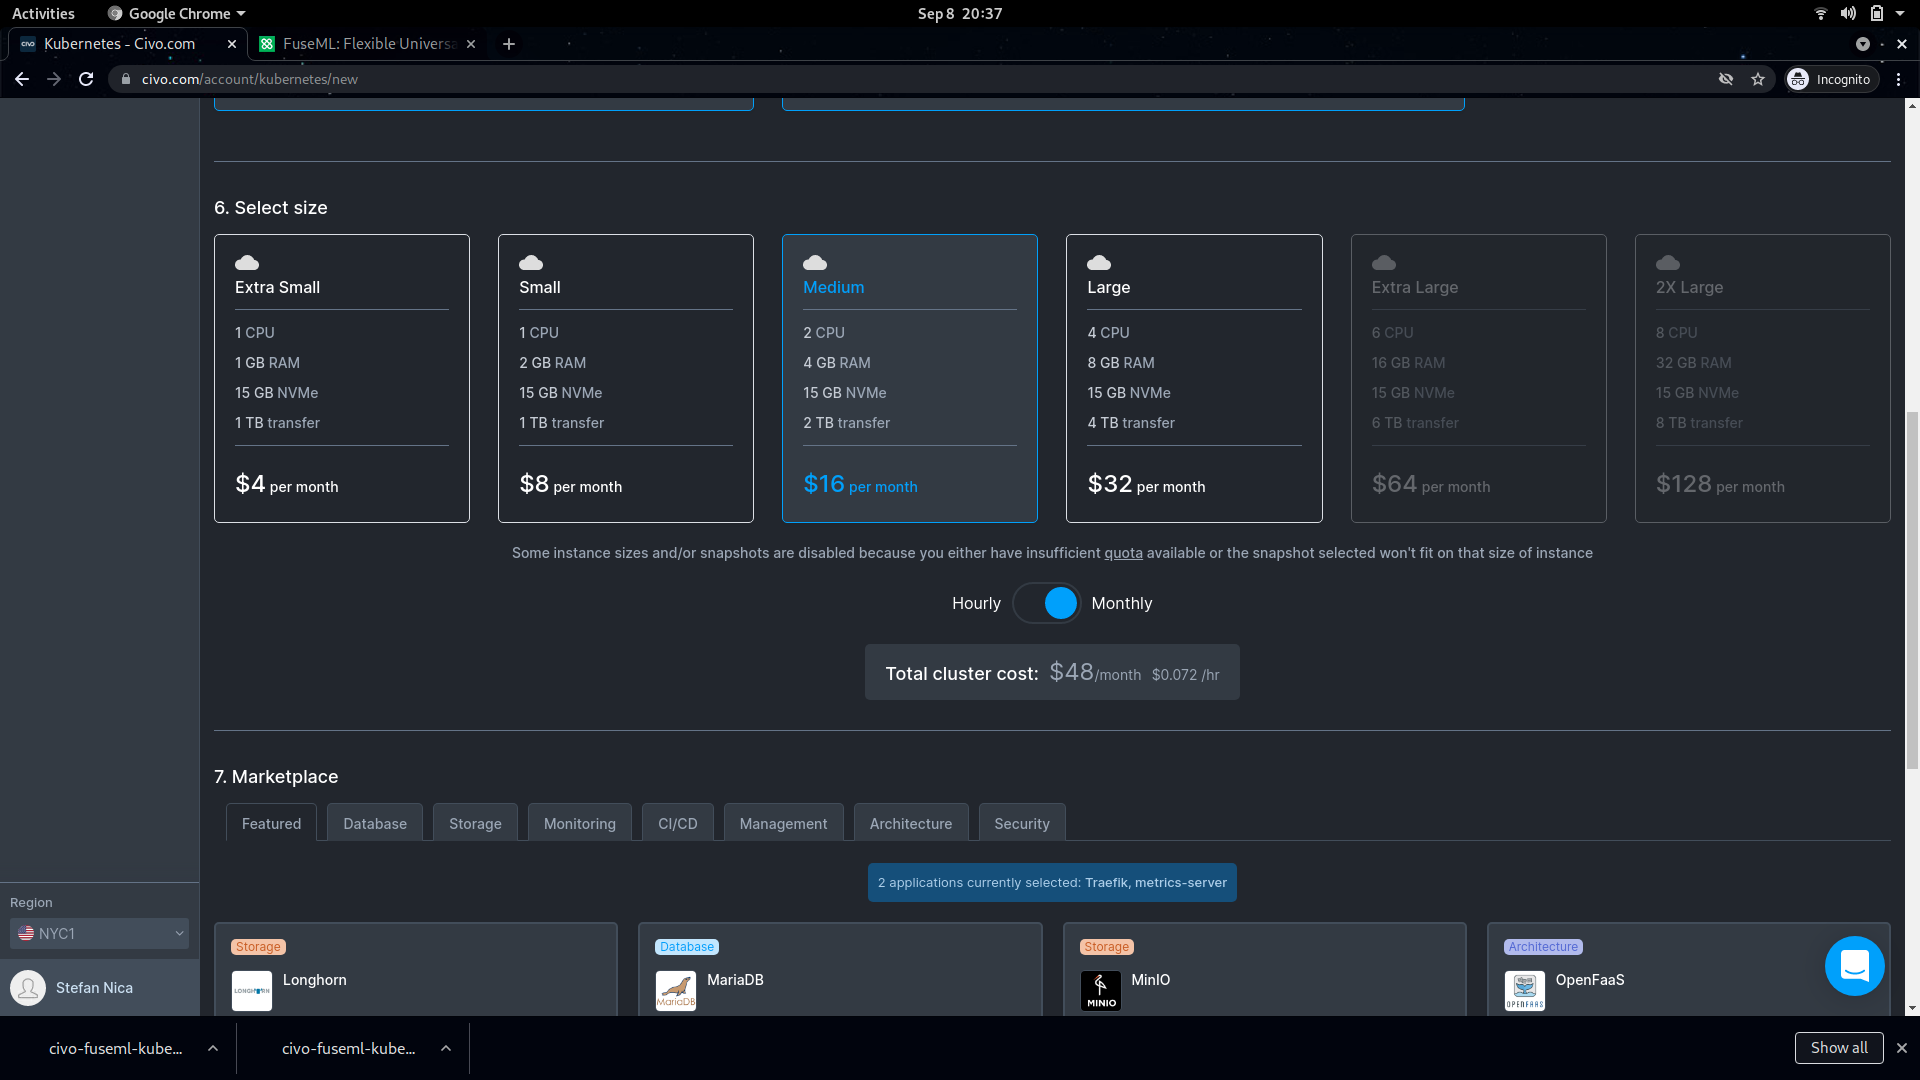 Activities
Google Chrome
Sep 8 20:37
Kubernetes - Civo.com
FuseML: Flexible Universa
civo.com/account/kubernetes/new
Incognito
6. Select size
Extra Small
1 CPU
1 GB RAM
15 GB NVMe
1 TB transfer
$4 per month
Small
1 CPU
2 GB RAM
15 GB NVMe
1 TB transfer
$8 per month
Medium
2 CPU
4 GB RAM
15 GB NVMe
2 TB transfer
$16 per month
Large
4 CPU
8 GB RAM
15 GB NVMe
4 TB transfer
$32 per month
Extra Large
6 CPU
16 GB RAM
15 GB NVMe
6 TB transfer
$64 per month
2X Large
8 CPU
32 GB RAM
15 GB NVMe
8 TB transfer
$128 per month
Some instance sizes and/or snapshots are disabled because you either have insufficient quota available or the snapshot selected won't fit on that size of instance
Hourly
Monthly
Total cluster cost: $48/month $0.072 /hr
7. Marketplace
Featured
Database
Storage
Monitoring
CI/CD
Management
Architecture
Security
2 applications currently selected: Traefik, metrics-server
Storage
LONGHORN
Longhorn
Database
MariaDB
MariaDB
Storage
MINIO
MinIO
Architecture
OPENFAAS
OpenFaaS
Region
NYC1
Stefan Nica
civo-fuseml-kube...
civo-fuseml-kube...
Show all